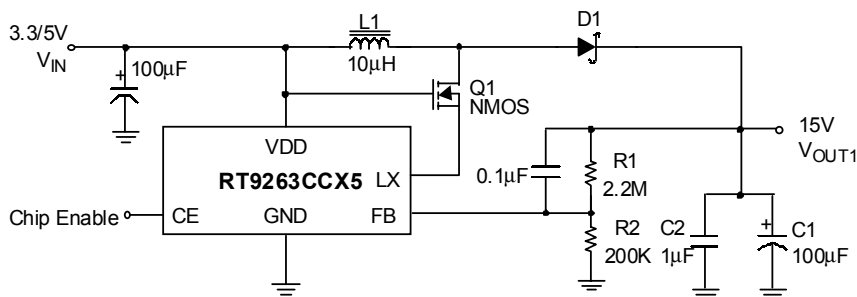 3.3/5V
VIN
+
100μF
L1
10μH
D1
Q1
NMOS
VDD
RT9263CCX5
LX
Chip Enable
CE
GND
FB
0.1μF
R1
2.2M
R2
200K
15V
VOUT1
C2
1μF
+
C1
100μF